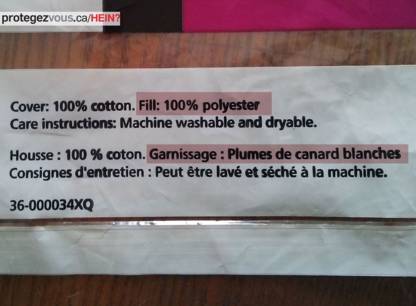 protegezvous.ca/HEIN?
Cover: 100% cotton. Fill: 100% polyester
Care instructions: Machine washable and dryable.
Housse : 100 % coton. Garnissage : Plumes de canard blanches
Consignes d'entretien : Peut être lavé et séché à la machine.
36-000034XQ